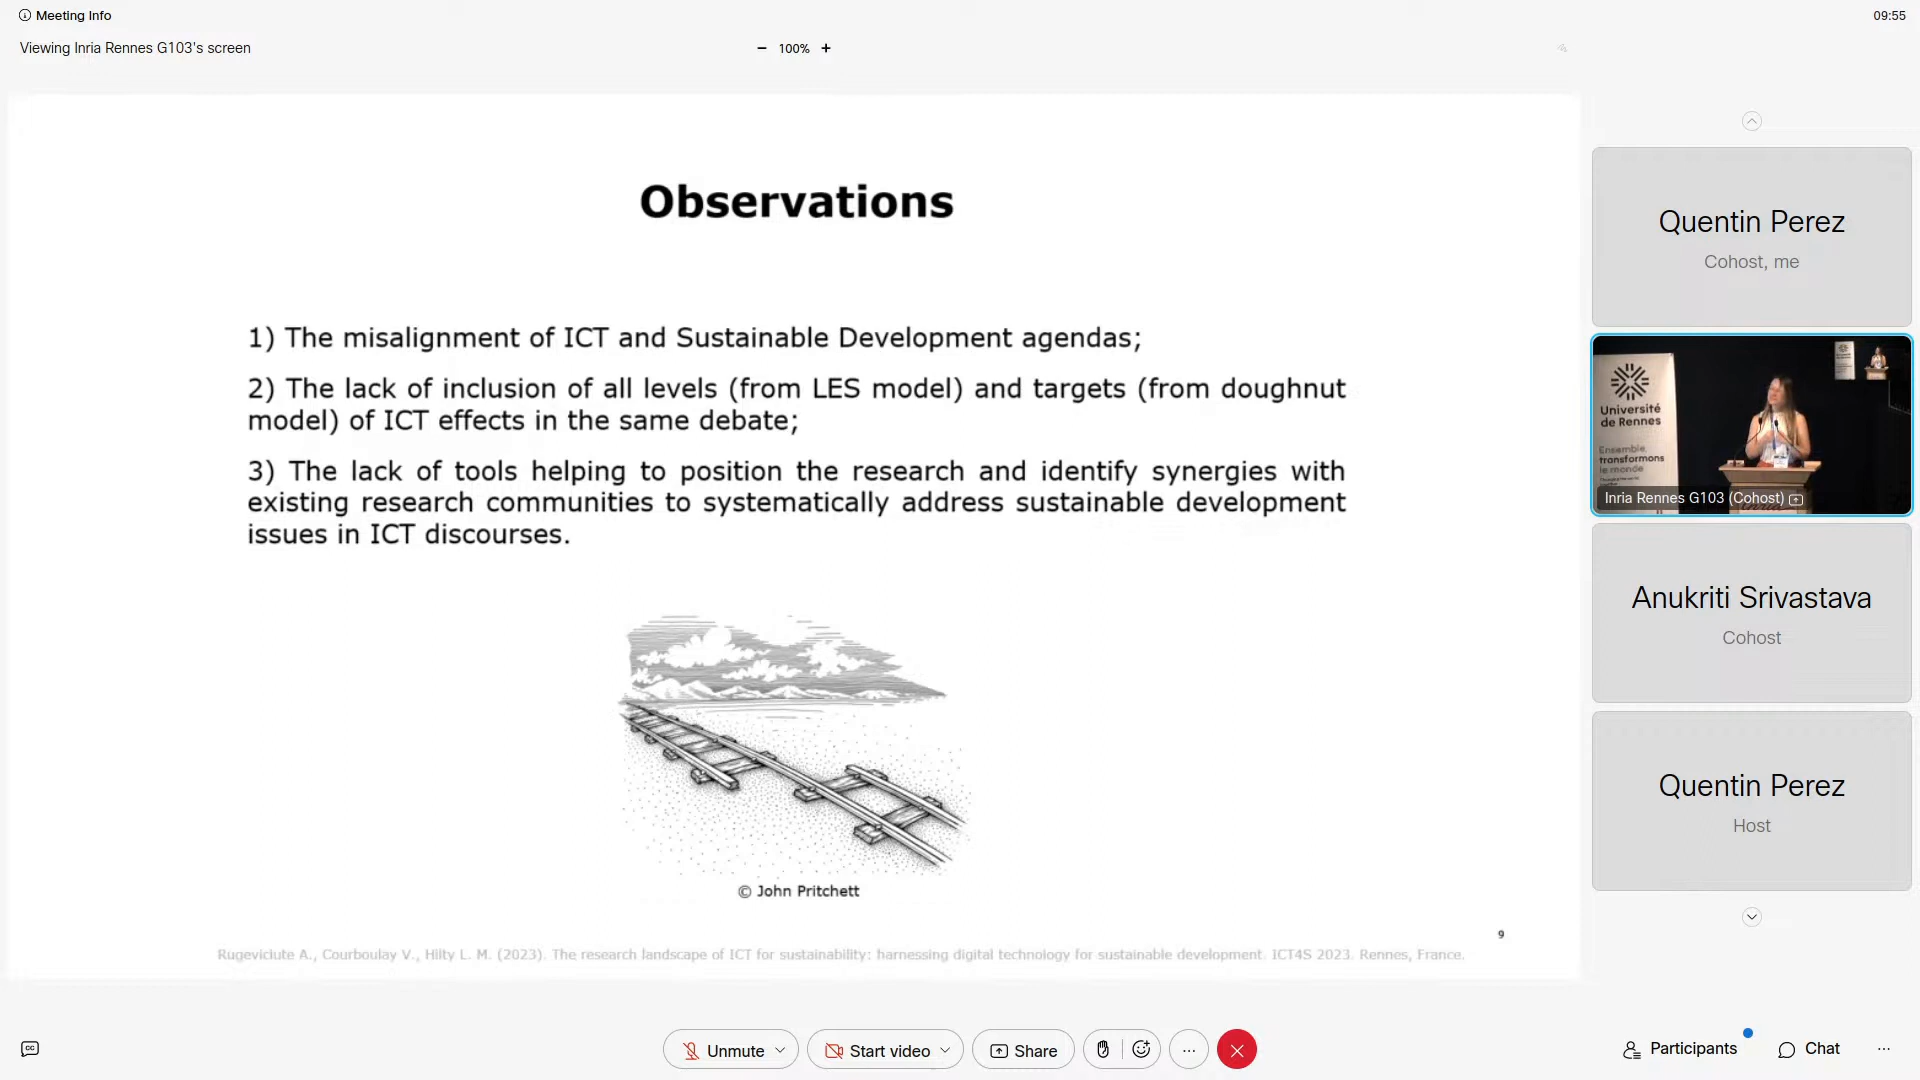 Meeting Info
09:55
Viewing Inria Rennes G103's screen
100%
Observations
1) The misalignment of ICT and Sustainable Development agendas;
2) The lack of inclusion of all levels (from LES model) and targets (from doughnut
model) of ICT effects in the same debate;
3) The lack of tools helping to position the research and identify synergies with
existing research communities to systematically address sustainable development
issues in ICT discourses.
© John Pritchett
9
Rugeviciute A., Courboulay V., Hilty L. M. (2023). The research landscape of ICT for sustainability: harnessing digital technology for sustainable development. ICT4S 2023. Rennes, France.
Quentin Perez
Cohost, me
Université
de Rennes
Ensemble,
transformons
le monde
Inria Rennes G103 (Cohost)
Anukriti Srivastava
Cohost
Quentin Perez
Host
CC
Unmute
Start video
Share
Participants
Chat